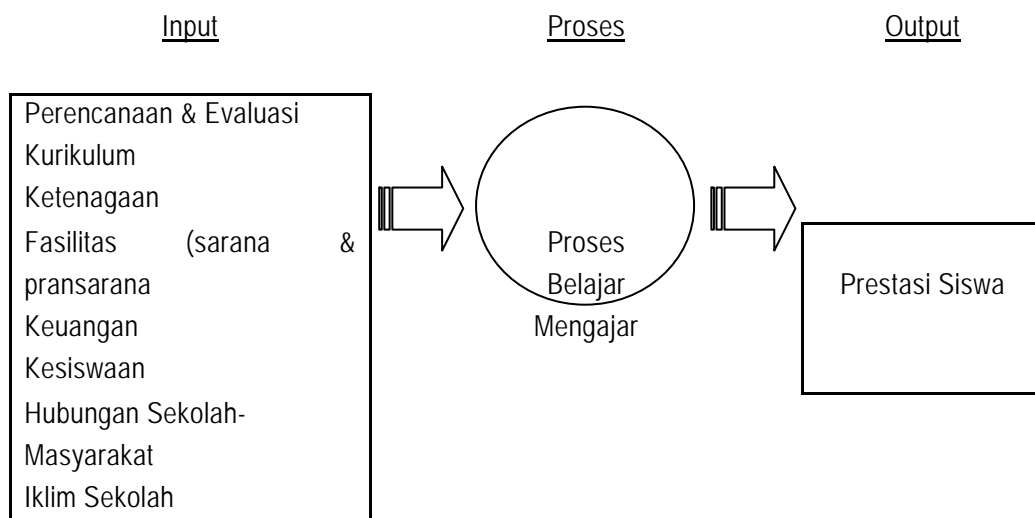 Input Proses Output
Perencanaan & Evaluasi
Kurikulum
Ketenagaan
Fasilitas (sarana &
pransarana
Keuangan
Kesiswaan
Hubungan Sekolah-
Masyarakat
Iklim Sekolah
Proses
Belajar
Mengajar
Prestasi Siswa